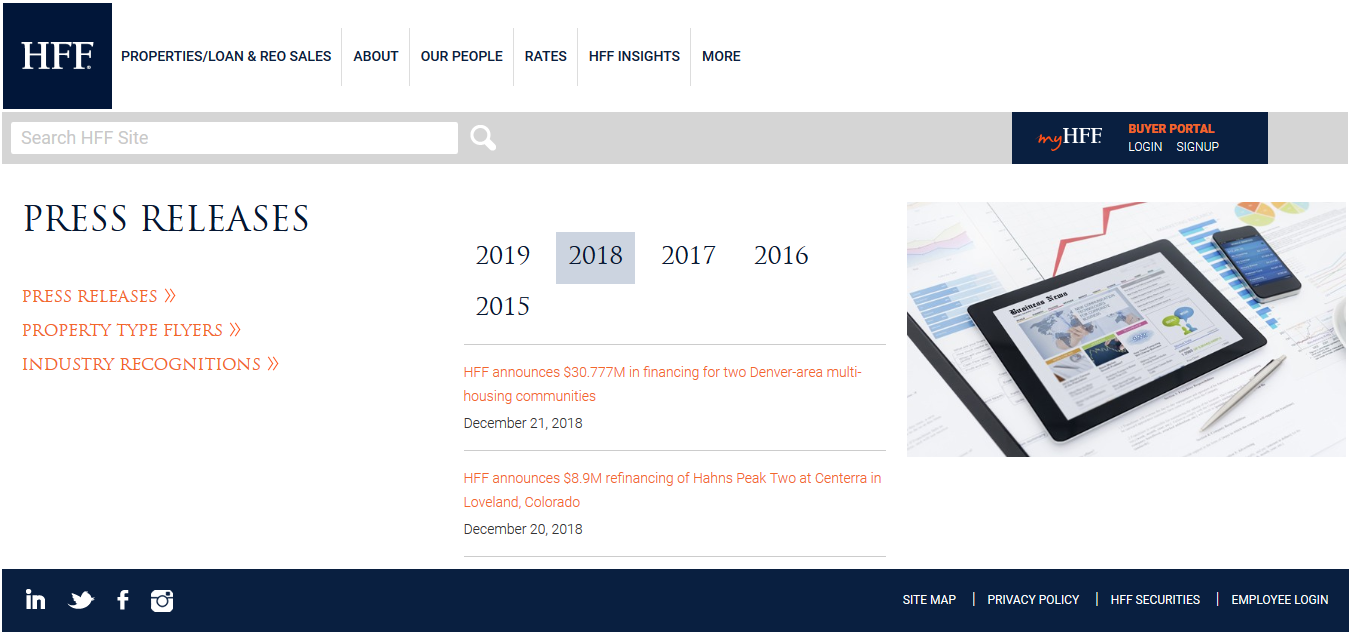 HFF
PROPERTIES/LOAN & REO SALES
ABOUT
OUR PEOPLE
RATES
HFF INSIGHTS
MORE
Search HFF Site
myHFF
BUYER PORTAL
LOGIN SIGNUP
PRESS RELEASES
PRESS RELEASES »
PROPERTY TYPE FLYERS »
INDUSTRY RECOGNITIONS »
2019 2018 2017 2016
2015
HFF announces $30.777M in financing for two Denver-area multi-
housing communities
December 21, 2018
HFF announces $8.9M refinancing of Hahns Peak Two at Centerra in
Loveland, Colorado
December 20, 2018
Business News
SITE MAP | PRIVACY POLICY | HFF SECURITIES | EMPLOYEE LOGIN